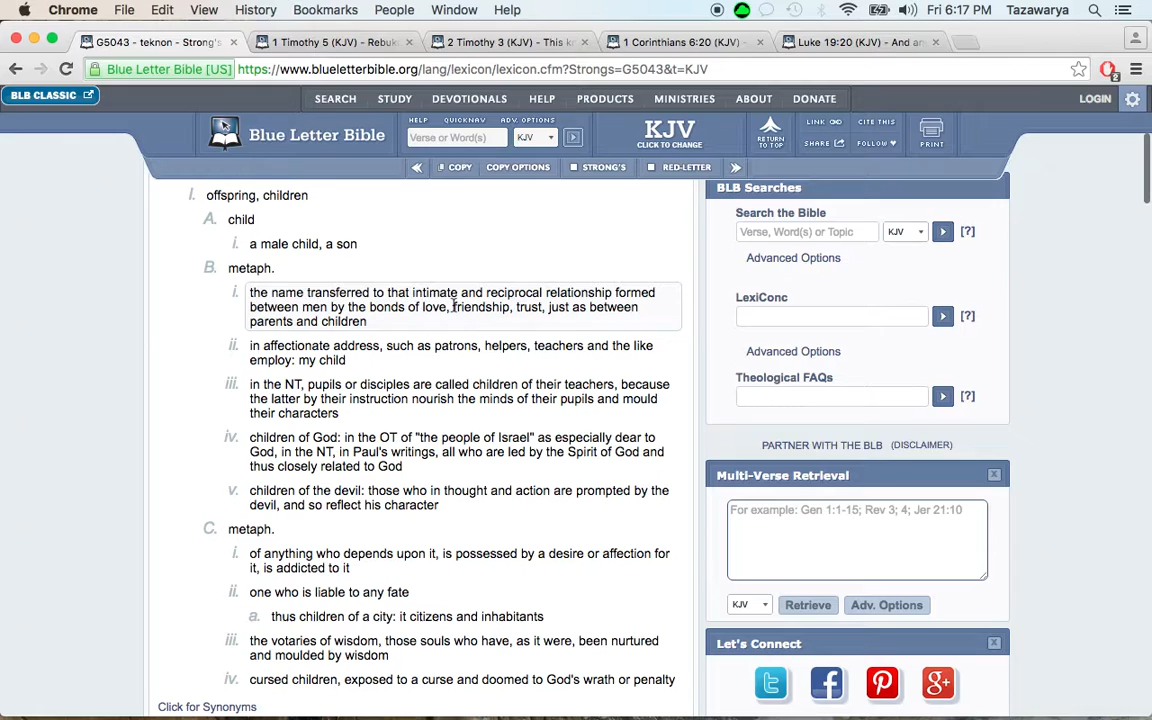 Chrome File Edit View History Bookmarks People Window Help Fri 6:17 PM Tazawarya
G5043 - teknon - Strong's
1 Timothy 5 (KJV) - Rebuk
2 Timothy 3 (KJV) - This kn
1 Corinthians 6:20 (KJV) -
Luke 19:20 (KJV) - And an
Blue Letter Bible [US] https://www.blueletterbible.org/lang/lexicon/lexicon.cfm?Strongs=G5043&t=KJV
BLB CLASSIC
SEARCH STUDY DEVOTIONALS HELP PRODUCTS MINISTRIES ABOUT DONATE LOGIN
Blue Letter Bible
HELP QUICKNAV ADV. OPTIONS
Verse or Word(s) KJV
KJV
CLICK TO CHANGE
RETURN
TO TOP
LINK CITE THIS
SHARE FOLLOW
PRINT
COPY COPY OPTIONS STRONG'S RED-LETTER
I. offspring, children
A. child
i. a male child, a son
B. metaph.
i. the name transferred to that intimate and reciprocal relationship formed
between men by the bonds of love, friendship, trust, just as between
parents and children
ii. in affectionate address, such as patrons, helpers, teachers and the like
employ: my child
iii. in the NT, pupils or disciples are called children of their teachers, because
the latter by their instruction nourish the minds of their pupils and mould
their characters
iv. children of God: in the OT of "the people of Israel" as especially dear to
God, in the NT, in Paul's writings, all who are led by the Spirit of God and
thus closely related to God
v. children of the devil: those who in thought and action are prompted by the
devil, and so reflect his character
C. metaph.
i. of anything who depends upon it, is possessed by a desire or affection for
it, is addicted to it
ii. one who is liable to any fate
a. thus children of a city: it citizens and inhabitants
iii. the votaries of wisdom, those souls who have, as it were, been nurtured
and moulded by wisdom
iv. cursed children, exposed to a curse and doomed to God's wrath or penalty
Click for Synonyms
BLB Searches
Search the Bible
Verse, Word(s) or Topic KJV [?]
Advanced Options
LexiConc
[?]
Advanced Options
Theological FAQs
[?]
PARTNER WITH THE BLB (DISCLAIMER)
Multi-Verse Retrieval x
For example: Gen 1:1-15; Rev 3; 4; Jer 21:10
KJV Retrieve Adv. Options
Let's Connect x